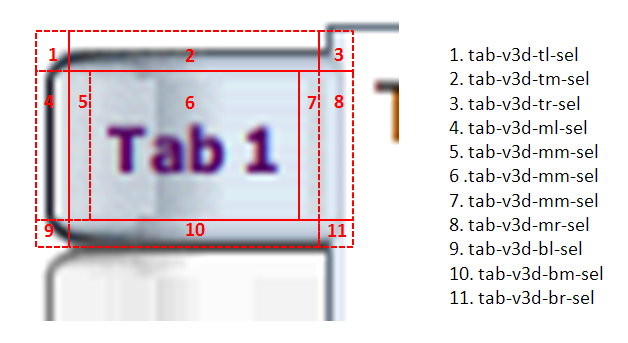 1 2 3
4 5 6 7 8
Tab 1
9 10 11
1. tab-v3d-tl-sel
2. tab-v3d-tm-sel
3. tab-v3d-tr-sel
4. tab-v3d-ml-sel
5. tab-v3d-mm-sel
6 .tab-v3d-mm-sel
7. tab-v3d-mm-sel
8. tab-v3d-mr-sel
9. tab-v3d-bl-sel
10. tab-v3d-bm-sel
11. tab-v3d-br-sel